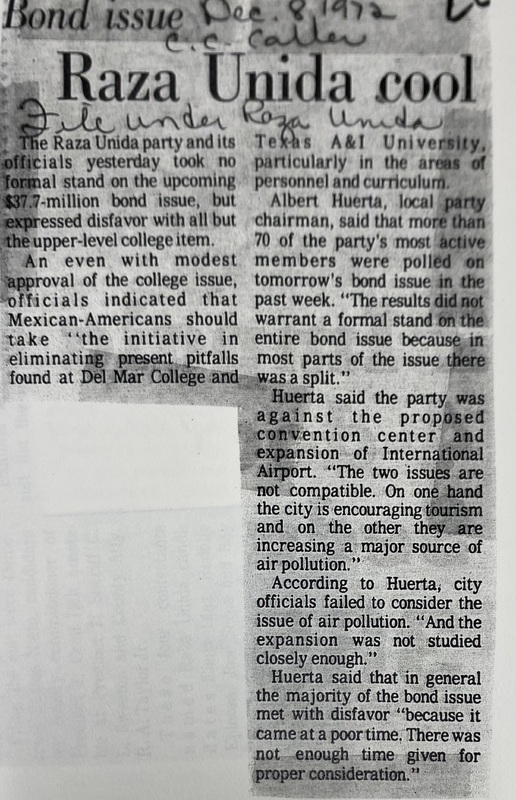 Bond issue Dec. 8, 1972
C.C. Caller
Raza Unida cool
File under Raza Unida
The Raza Unida party and its
officials yesterday took no
formal stand on the upcoming
$37.7-million bond issue, but
expressed disfavor with all but
the upper-level college item.
An even with modest
approval of the college issue,
officials indicated that
Mexican-Americans should
take "the initiative in
eliminating present pitfalls
found at Del Mar College and
Texas A&I University,
particularly in the areas of
personnel and curriculum.
Albert Huerta, local party
chairman, said that more than
70 of the party's most active
members were polled on
tomorrow's bond issue in the
past week. "The results did not
warrant a formal stand on the
entire bond issue because in
most parts of the issue there
was a split."
Huerta said the party was
against the proposed
convention center and
expansion of International
Airport. "The two issues are
not compatible. On one hand
the city is encouraging tourism
and on the other they are
increasing a major source of
air pollution."
According to Huerta, city
officials failed to consider the
issue of air pollution. "And the
expansion was not studied
closely enough."
Huerta said that in general
the majority of the bond issue
met with disfavor "because it
came at a poor time. There was
not enough time given for
proper consideration."